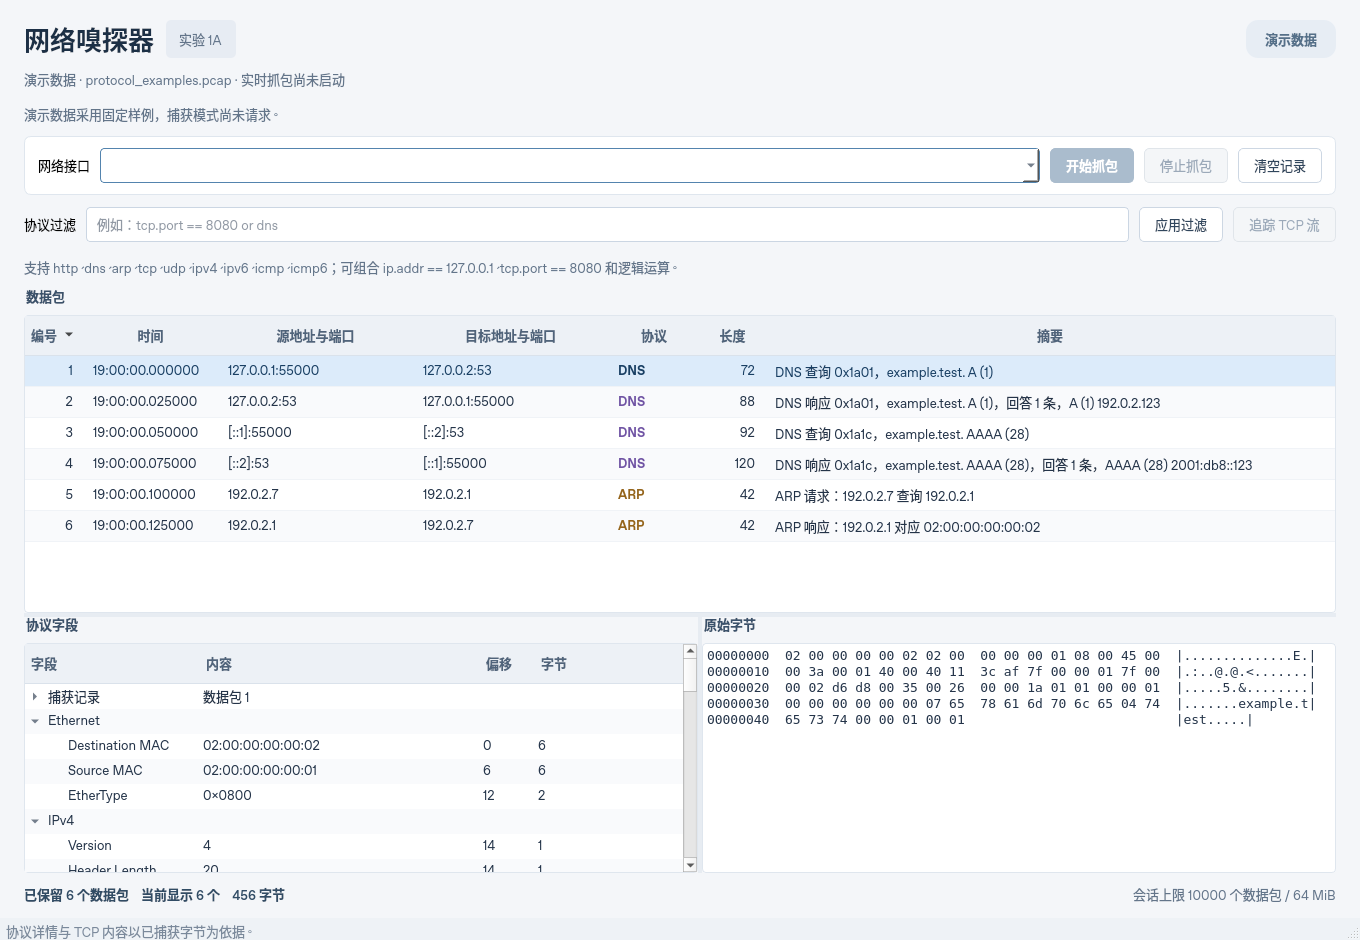 网络嗅探器 实验 1A 演示数据
演示数据 · protocol_examples.pcap · 实时抓包尚未启动
演示数据采用固定样例，捕获模式尚未请求。
网络接口 开始抓包 停止抓包 清空记录
协议过滤 例如：tcp.port == 8080 or dns 应用过滤 追踪 TCP 流
支持 http、dns、arp、tcp、udp、ipv4、ipv6、icmp、icmp6；可组合 ip.addr == 127.0.0.1、tcp.port == 8080 和逻辑运算。
数据包
编号 时间 源地址与端口 目标地址与端口 协议 长度 摘要
1 19:00:00.000000 127.0.0.1:55000 127.0.0.2:53 DNS 72 DNS 查询 0x1a01，example.test. A (1)
2 19:00:00.025000 127.0.0.2:53 127.0.0.1:55000 DNS 88 DNS 响应 0x1a01，example.test. A (1)，回答 1 条，A (1) 192.0.2.123
3 19:00:00.050000 [::1]:55000 [::2]:53 DNS 92 DNS 查询 0x1a1c，example.test. AAAA (28)
4 19:00:00.075000 [::2]:53 [::1]:55000 DNS 120 DNS 响应 0x1a1c，example.test. AAAA (28)，回答 1 条，AAAA (28) 2001:db8::123
5 19:00:00.100000 192.0.2.7 192.0.2.1 ARP 42 ARP 请求：192.0.2.7 查询 192.0.2.1
6 19:00:00.125000 192.0.2.1 192.0.2.7 ARP 42 ARP 响应：192.0.2.1 对应 02:00:00:00:00:02
协议字段
字段 内容 偏移 字节
捕获记录 数据包 1
Ethernet
Destination MAC 02:00:00:00:00:02 0 6
Source MAC 02:00:00:00:00:01 6 6
EtherType 0×0800 12 2
IPv4
Version 4 14 1
Header Length 20 14 1
原始字节
00000000  02 00 00 00 00 02 02 00  00 00 00 01 08 00 45 00  |..............E.|
00000010  00 3a 00 01 40 00 40 11  3c af 7f 00 00 01 7f 00  |.:..@.@.<.......|
00000020  00 02 d6 d8 00 35 00 26  00 00 1a 01 01 00 00 01  |.....5.&........|
00000030  00 00 00 00 00 00 07 65  78 61 6d 70 6c 65 04 74  |.......example.t|
00000040  65 73 74 00 00 01 00 01  |est.....|
已保留 6 个数据包 当前显示 6 个 456 字节 会话上限 10000 个数据包 / 64 MiB
协议详情与 TCP 内容以已捕获字节为依据。